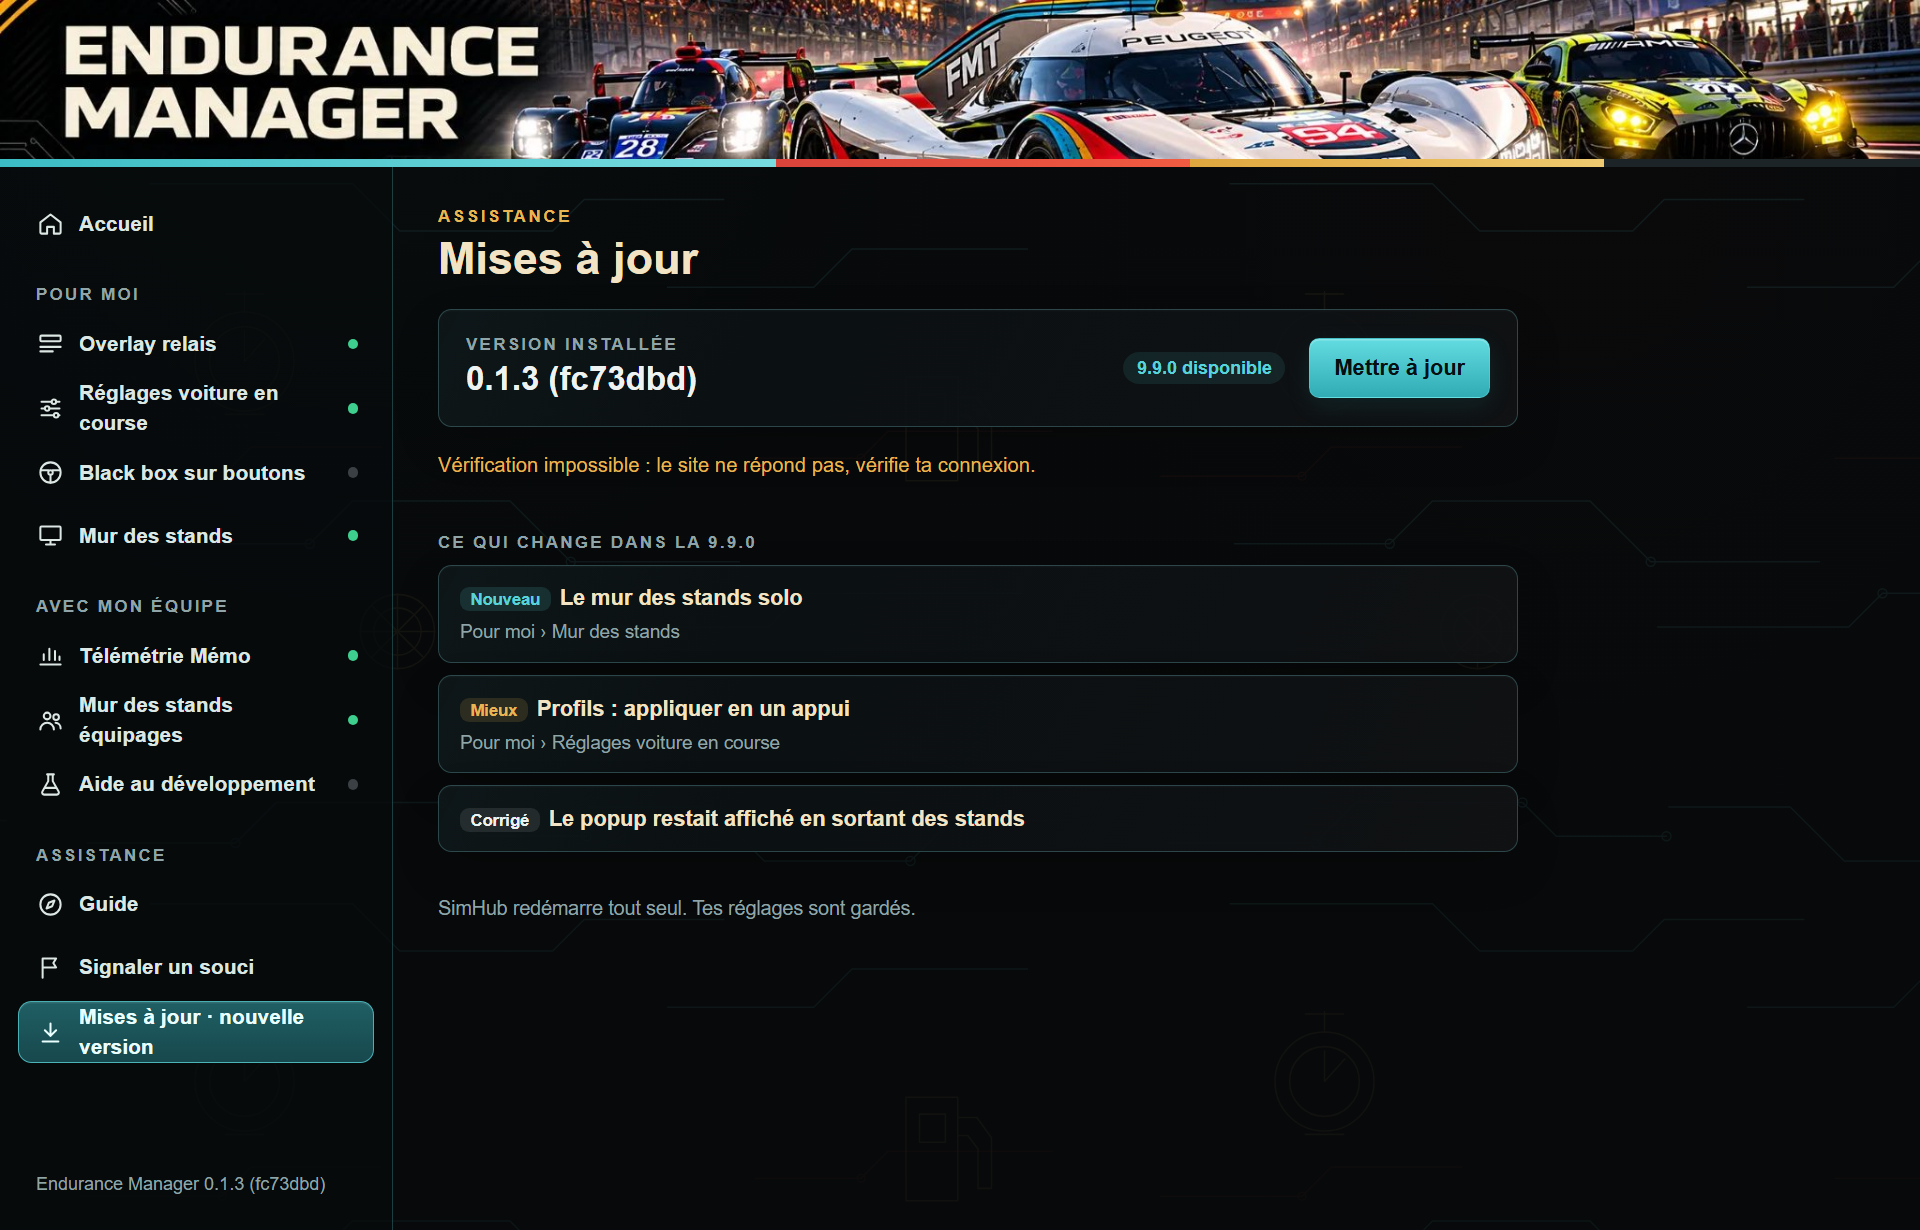 ENDURANCE
MANAGER
FMT
PEUGEOT
AMG
28
94
Accueil
POUR MOI
Overlay relais
Réglages voiture en
course
Black box sur boutons
Mur des stands
AVEC MON ÉQUIPE
Télémétrie Mémo
Mur des stands
équipages
Aide au développement
ASSISTANCE
Guide
Signaler un souci
Mises à jour · nouvelle
version
Endurance Manager 0.1.3 (fc73dbd)
ASSISTANCE
Mises à jour
VERSION INSTALLÉE
0.1.3 (fc73dbd)
9.9.0 disponible
Mettre à jour
Vérification impossible : le site ne répond pas, vérifie ta connexion.
CE QUI CHANGE DANS LA 9.9.0
Nouveau Le mur des stands solo
Pour moi › Mur des stands
Mieux Profils : appliquer en un appui
Pour moi › Réglages voiture en course
Corrigé Le popup restait affiché en sortant des stands
SimHub redémarre tout seul. Tes réglages sont gardés.